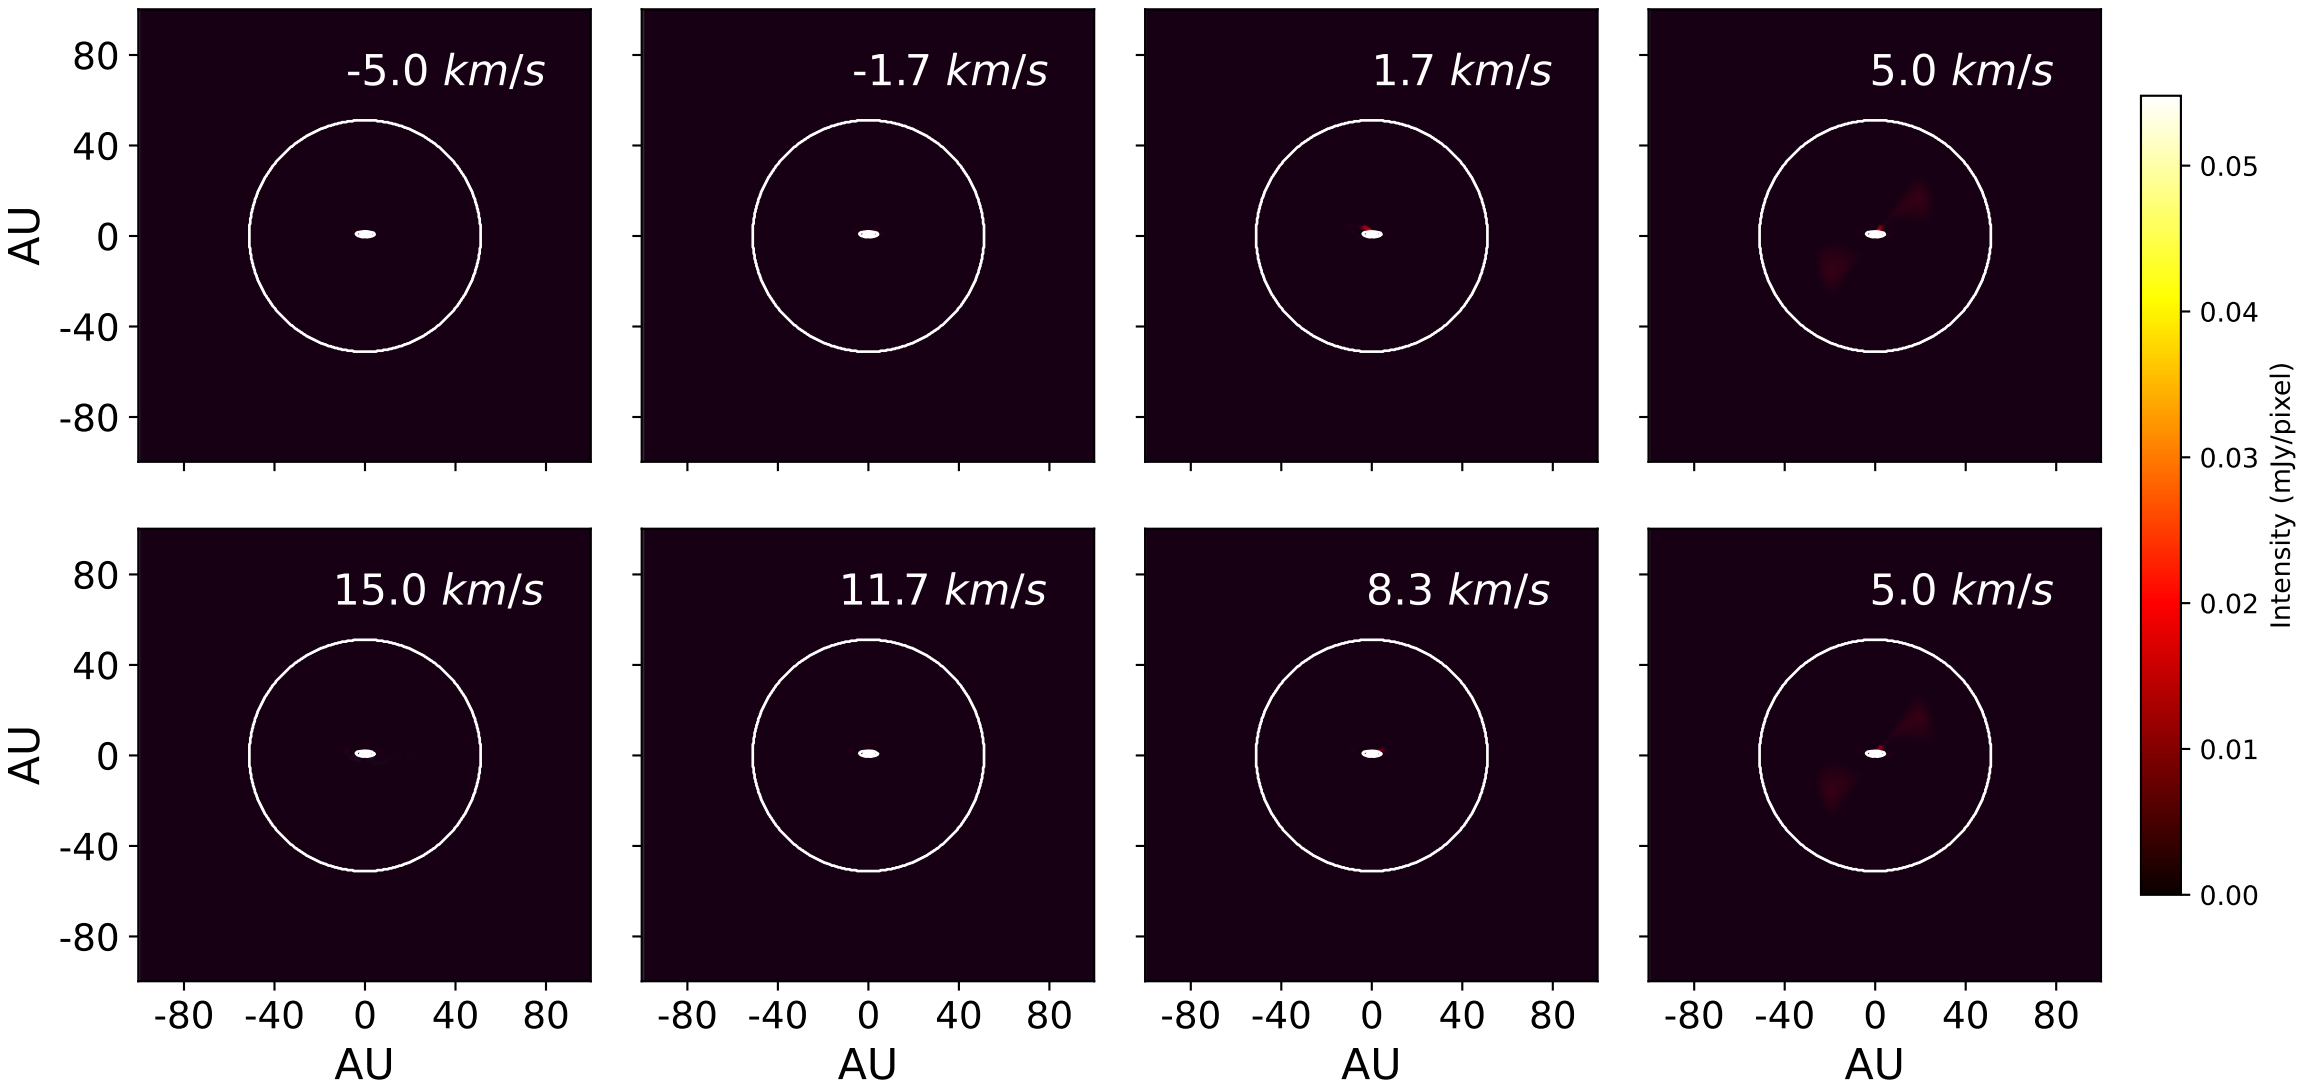 -5.0 km/s
-1.7 km/s
1.7 km/s
5.0 km/s
80
40
0
-40
-80
AU
15.0 km/s
11.7 km/s
8.3 km/s
5.0 km/s
80
40
0
-40
-80
AU
-80 -40 0 40 80
-80 -40 0 40 80
-80 -40 0 40 80
-80 -40 0 40 80
AU
AU
AU
AU
0.05
0.04
0.03
0.02
0.01
0.00
Intensity (mJy/pixel)